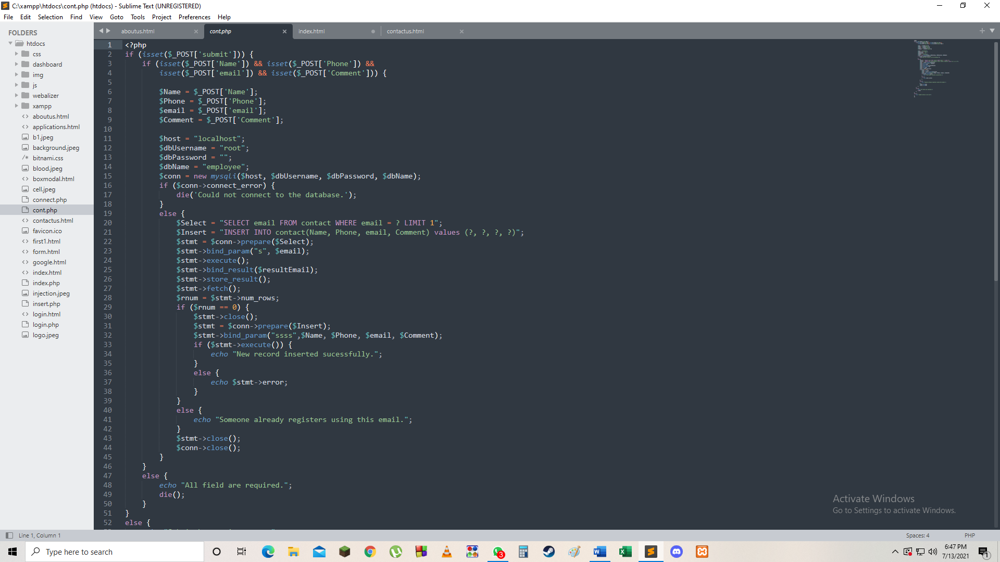 C:\xampp\htdocs\cont.php (htdocs) - Sublime Text (UNREGISTERED)
File Edit Selection Find View Goto Tools Project Preferences Help
FOLDERS
htdocs
css
dashboard
img
js
webalizer
xampp
aboutus.html
applications.html
b1.jpeg
background.jpeg
/* bitnami.css
blood.jpeg
boxmodal.html
cell.jpeg
connect.php
cont.php
contactus.html
favicon.ico
first1.html
form.html
google.html
index.html
index.php
injection.jpeg
insert.php
login.html
login.php
logo.jpeg
aboutus.html cont.php index.html contactus.html
1 <?php
2 if (isset($_POST['submit'])) {
3     if (isset($_POST['Name']) && isset($_POST['Phone']) &&
4         isset($_POST['email']) && isset($_POST['Comment'])) {
5
6         $Name = $_POST['Name'];
7         $Phone = $_POST['Phone'];
8         $email = $_POST['email'];
9         $Comment = $_POST['Comment'];
10
11         $host = "localhost";
12         $dbUsername = "root";
13         $dbPassword = "";
14         $dbName = "employee";
15         $conn = new mysqli($host, $dbUsername, $dbPassword, $dbName);
16         if ($conn->connect_error) {
17             die('Could not connect to the database.');
18         }
19         else {
20             $Select = "SELECT email FROM contact WHERE email = ? LIMIT 1";
21             $Insert = "INSERT INTO contact(Name, Phone, email, Comment) values (?, ?, ?, ?)";
22             $stmt = $conn->prepare($Select);
23             $stmt->bind_param("s", $email);
24             $stmt->execute();
25             $stmt->bind_result($resultEmail);
26             $stmt->store_result();
27             $stmt->fetch();
28             $rnum = $stmt->num_rows;
29             if ($rnum == 0) {
30                 $stmt->close();
31                 $stmt = $conn->prepare($Insert);
32                 $stmt->bind_param("ssss",$Name, $Phone, $email, $Comment);
33                 if ($stmt->execute()) {
34                     echo "New record inserted sucessfully.";
35                 }
36                 else {
37                     echo $stmt->error;
38                 }
39             }
40             else {
41                 echo "Someone already registers using this email.";
42             }
43             $stmt->close();
44             $conn->close();
45         }
46     }
47     else {
48         echo "All field are required.";
49         die();
50     }
51 }
52 else {
Activate Windows
Go to Settings to activate Windows.
Line 1, Column 1 Spaces: 4 PHP
Type here to search
3
6:47 PM
7/13/2021
1